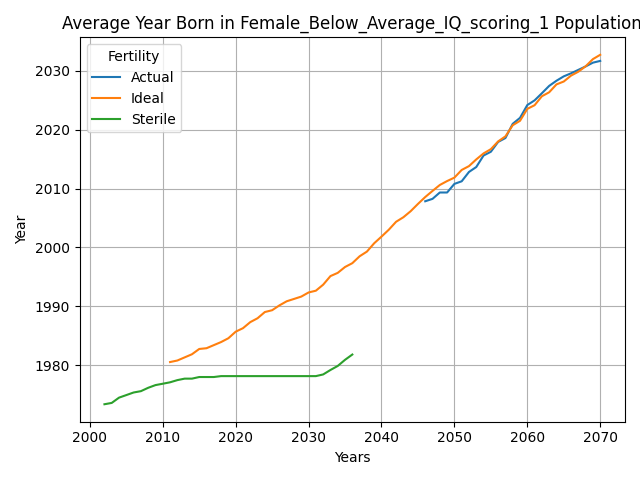 Average Year Born in Female_Below_Average_IQ_scoring_1 Population
Fertility
Actual
Ideal
Sterile
Year
2030
2020
2010
2000
1990
1980
2000 2010 2020 2030 2040 2050 2060 2070
Years